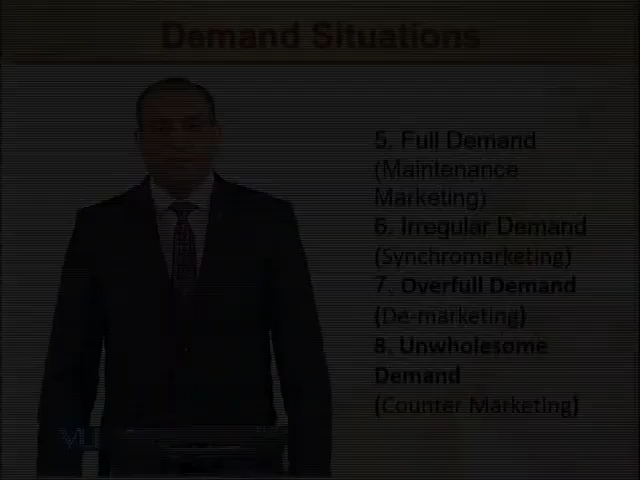 Demand Situations
5. Full Demand
(Maintenance
Marketing)
6. Irregular Demand
(Synchromarketing)
7. Overfull Demand
(De-marketing)
8. Unwholesome
Demand
(Counter Marketing)
VU